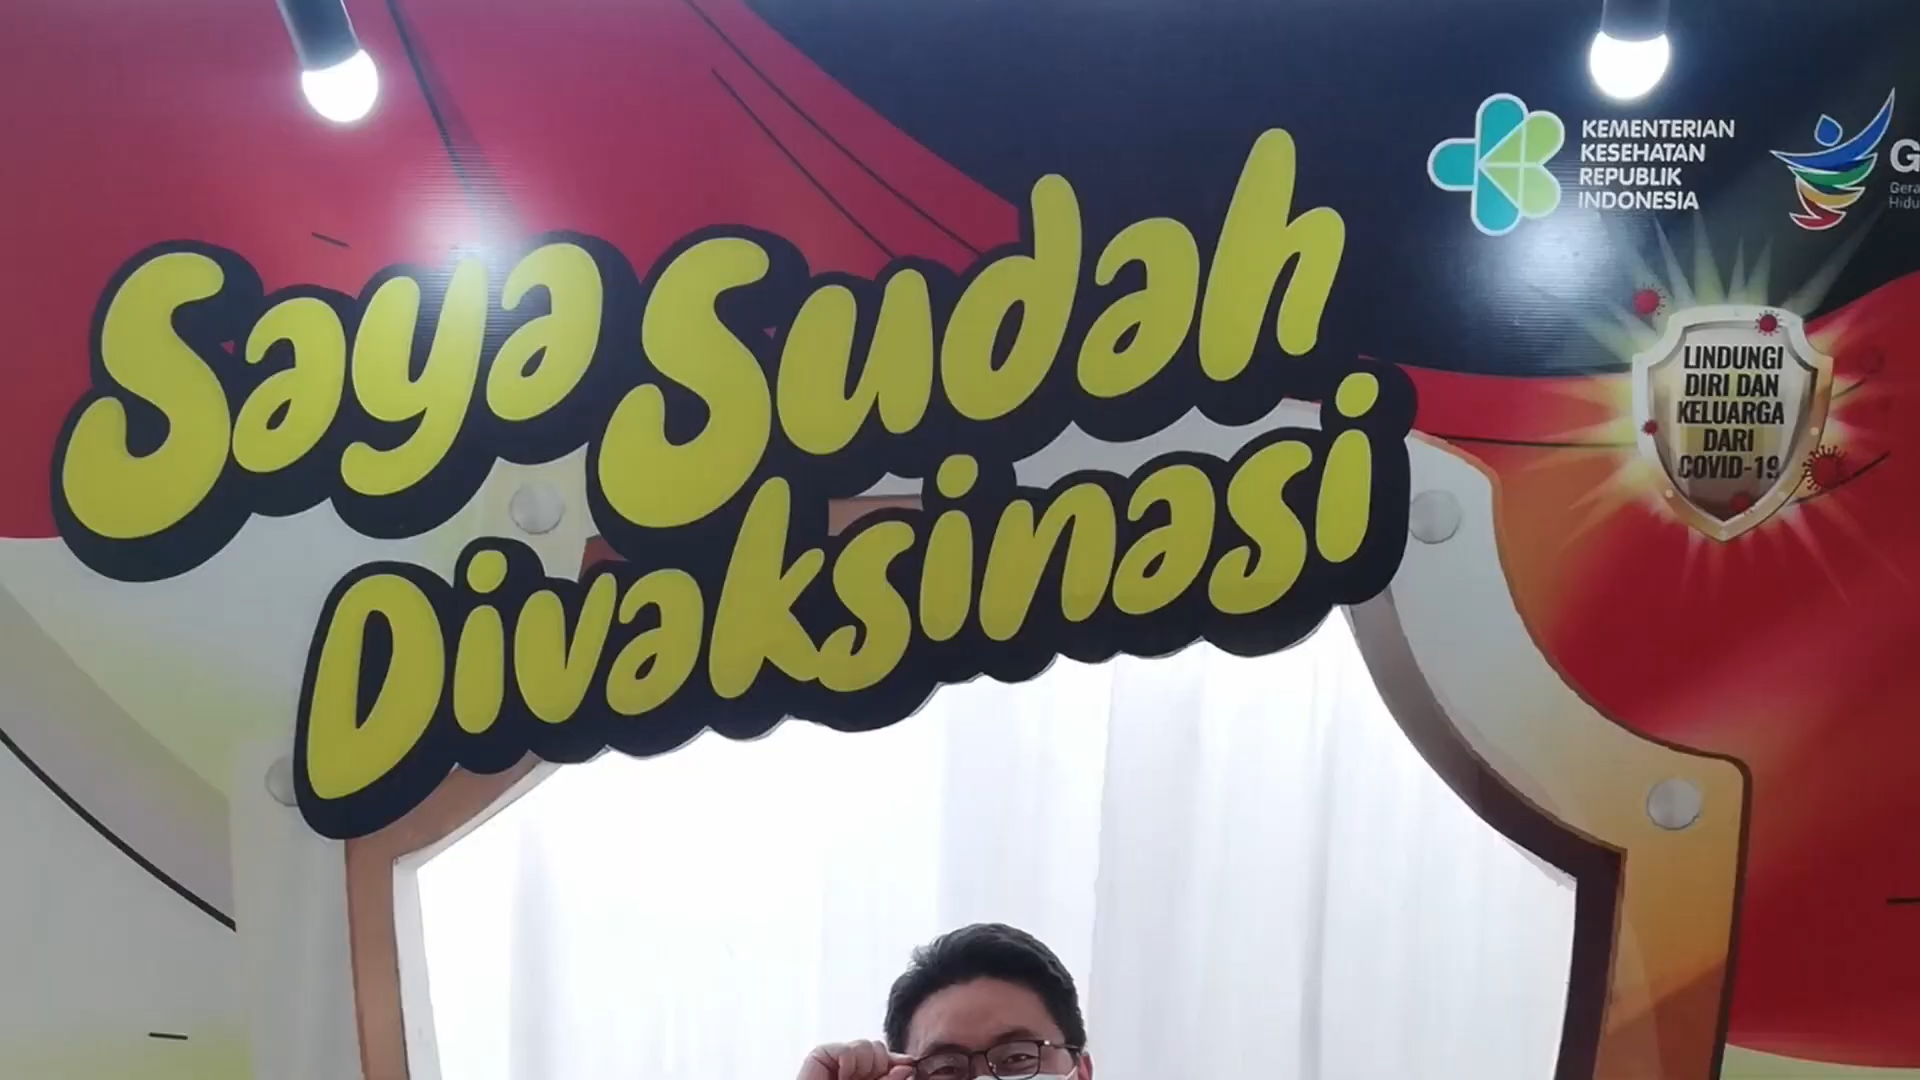 Saya Sudah
Divaksinasi
KEMENTERIAN
KESEHATAN
REPUBLIK
INDONESIA
LINDUNGI
DIRI DAN
KELUARGA
DARI
COVID-19